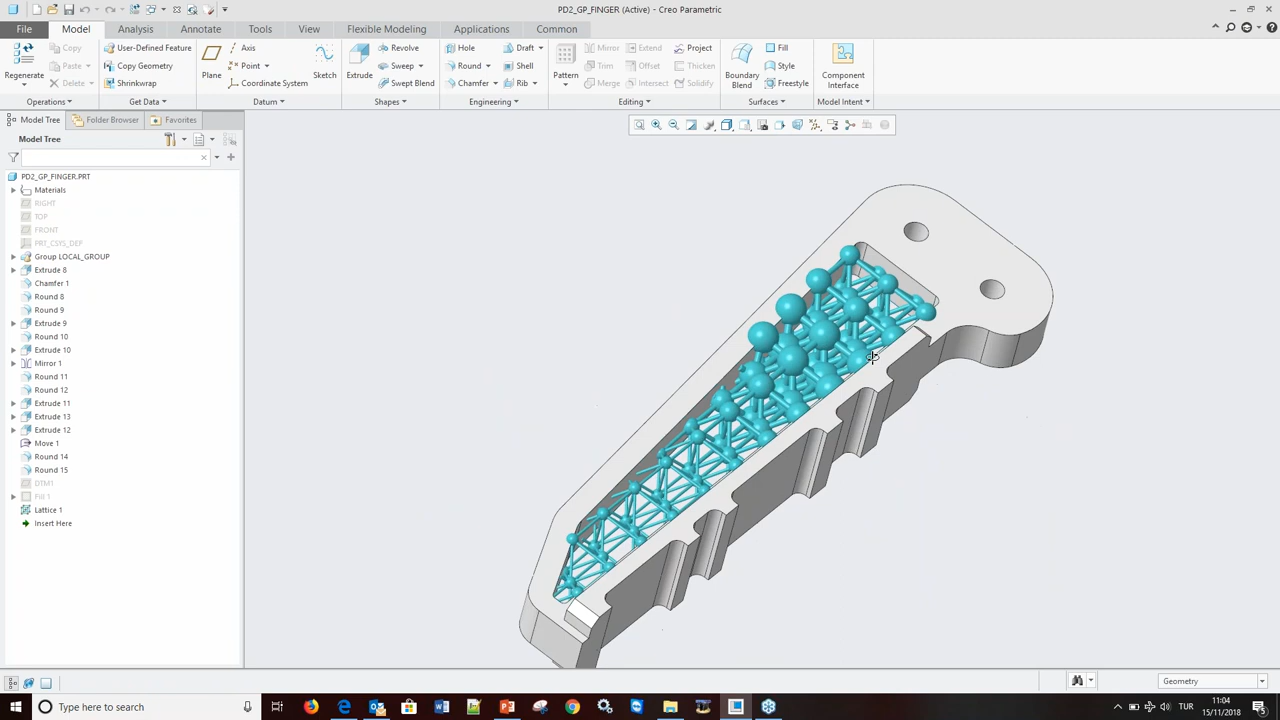 PD2_GP_FINGER (Active) - Creo Parametric
File Model Analysis Annotate Tools View Flexible Modeling Applications Common
Regenerate
Copy
Paste
Delete
Operations
User-Defined Feature
Copy Geometry
Shrinkwrap
Get Data
Plane
Axis
Point
Coordinate System
Sketch
Datum
Extrude
Revolve
Sweep
Swept Blend
Shapes
Hole
Round
Chamfer
Draft
Shell
Rib
Engineering
Pattern
Mirror
Trim
Merge
Extend
Offset
Intersect
Project
Thicken
Solidify
Editing
Boundary
Blend
Fill
Style
Freestyle
Surfaces
Component
Interface
Model Intent
Model Tree Folder Browser Favorites
Model Tree
PD2_GP_FINGER.PRT
Materials
RIGHT
TOP
FRONT
PRT_CSYS_DEF
Group LOCAL_GROUP
Extrude 8
Chamfer 1
Round 8
Round 9
Extrude 9
Round 10
Extrude 10
Mirror 1
Round 11
Round 12
Extrude 11
Extrude 13
Extrude 12
Move 1
Round 14
Round 15
DTM1
Fill 1
Lattice 1
Insert Here
Geometry
Type here to search
TUR
11:04
15/11/2018